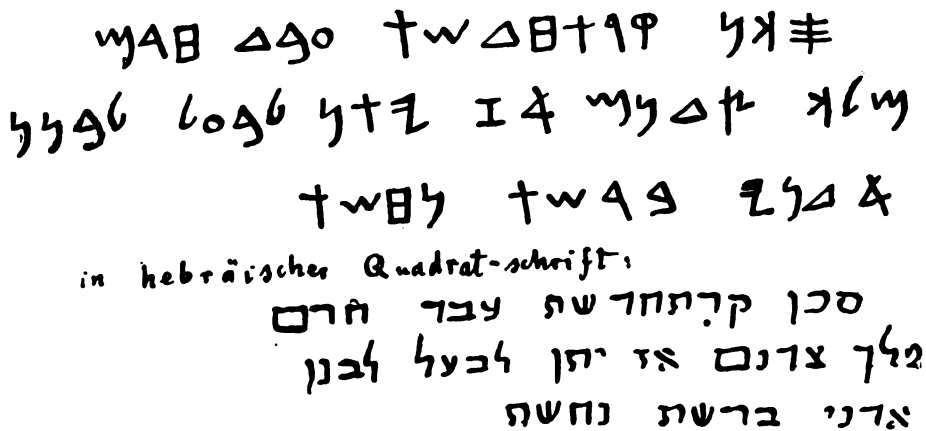 𐤎𐤊𐤍 𐤒𐤓𐤕𐤇𐤃𐤔𐤕 𐤏𐤁𐤃 𐤇𐤓𐤌
𐤌𐤋𐤊 𐤑𐤃𐤍𐤌 𐤀𐤆 𐤉𐤕𐤍 𐤋𐤁𐤏𐤋 𐤋𐤁𐤍𐤍
𐤀𐤃𐤍𐤉 𐤁𐤓𐤔𐤕 𐤍𐤇𐤔𐤕
in hebräischer Quadrat-schrift:
סכן קרתחדשת עבד חרם
מלך צדנם אז יתן לבעל לבנן
אדני ברשת נחשת